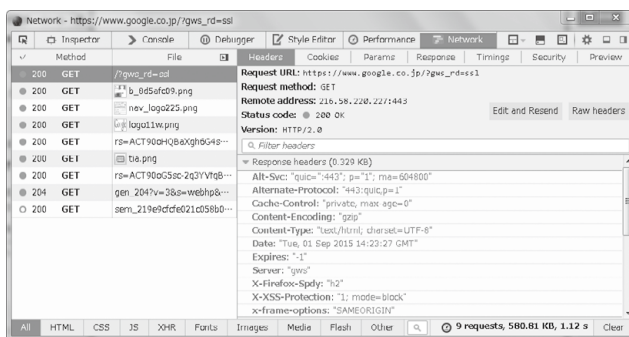 Network - https://www.google.co.jp/?gws_rd=ssl
Inspector Console Debugger Style Editor Performance Network
Method File Headers Cookies Params Response Timings Security Preview
200 GET /?gws_rd=ssl
200 GET b_8d5afc09.png
200 GET nav_logo225.png
200 GET logo11w.png
200 GET
200 GET tia.png
200 GET
204 GET gen_204?v=3&s=webhp&···
200 GET
Request URL: https://www.google.co.jp/?gws_rd=ssl
Request method: GET
Remote address: 216.58.220.227:443
Status code: 200 OK
Edit and Resend Raw headers
Version: HTTP/2.0
Filter headers
Response headers (0.329 KB)
Alt-Svc: "quic=":443"; p="1"; ma=604800"
Alternate-Protocol: "443:quic,p=1"
Cache-Control: "private, max-age=0"
Content-Encoding: "gzip"
Content-Type: "text/html; charset=UTF-8"
Date: "Tue, 01 Sep 2015 14:23:27 GMT"
Expires: "-1"
Server: "gws"
X-Firefox-Spdy: "h2"
X-XSS-Protection: "1; mode=block"
x-frame-options: "SAMEORIGIN"
All HTML CSS JS XHR Fonts Images Media Flash Other 9 requests, 580.81 KB, 1.12 s Clear